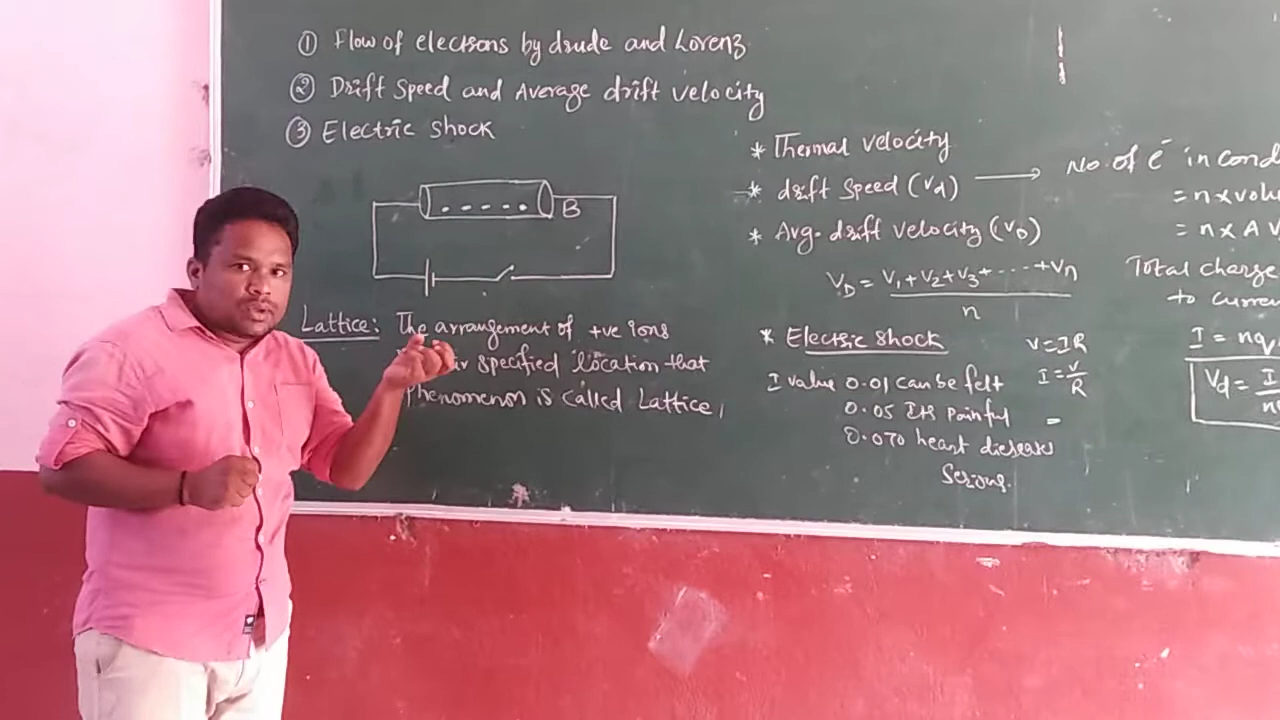 ① Flow of electrons by drude and Lorenz
② Drift Speed and Average drift velocity
③ Electric shock
B
Lattice: The arrangement of +ve ions
specified location that
phenomenon is called Lattice,
* Thermal velocity
* drift Speed (vd) →
* Avg. drift velocity (vD)
VD = V1+V2+V3+·····+Vn
n
* Electric shock
I value 0.01 can be felt
0.05 painful
0.070 heart dieseases
Serious.
V=IR
I=V
R
=
No. of e⁻ in cond
= n x volu
= n x A V
Total charge
to curren
I = nq
Vd = I
n